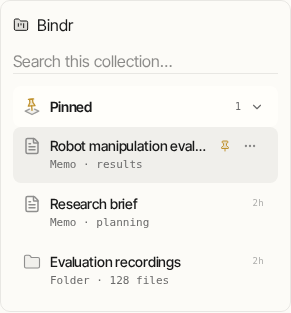 Bindr
Search this collection...
Pinned 1
Robot manipulation eval...
Memo · results
Research brief 2h
Memo · planning
Evaluation recordings 2h
Folder · 128 files